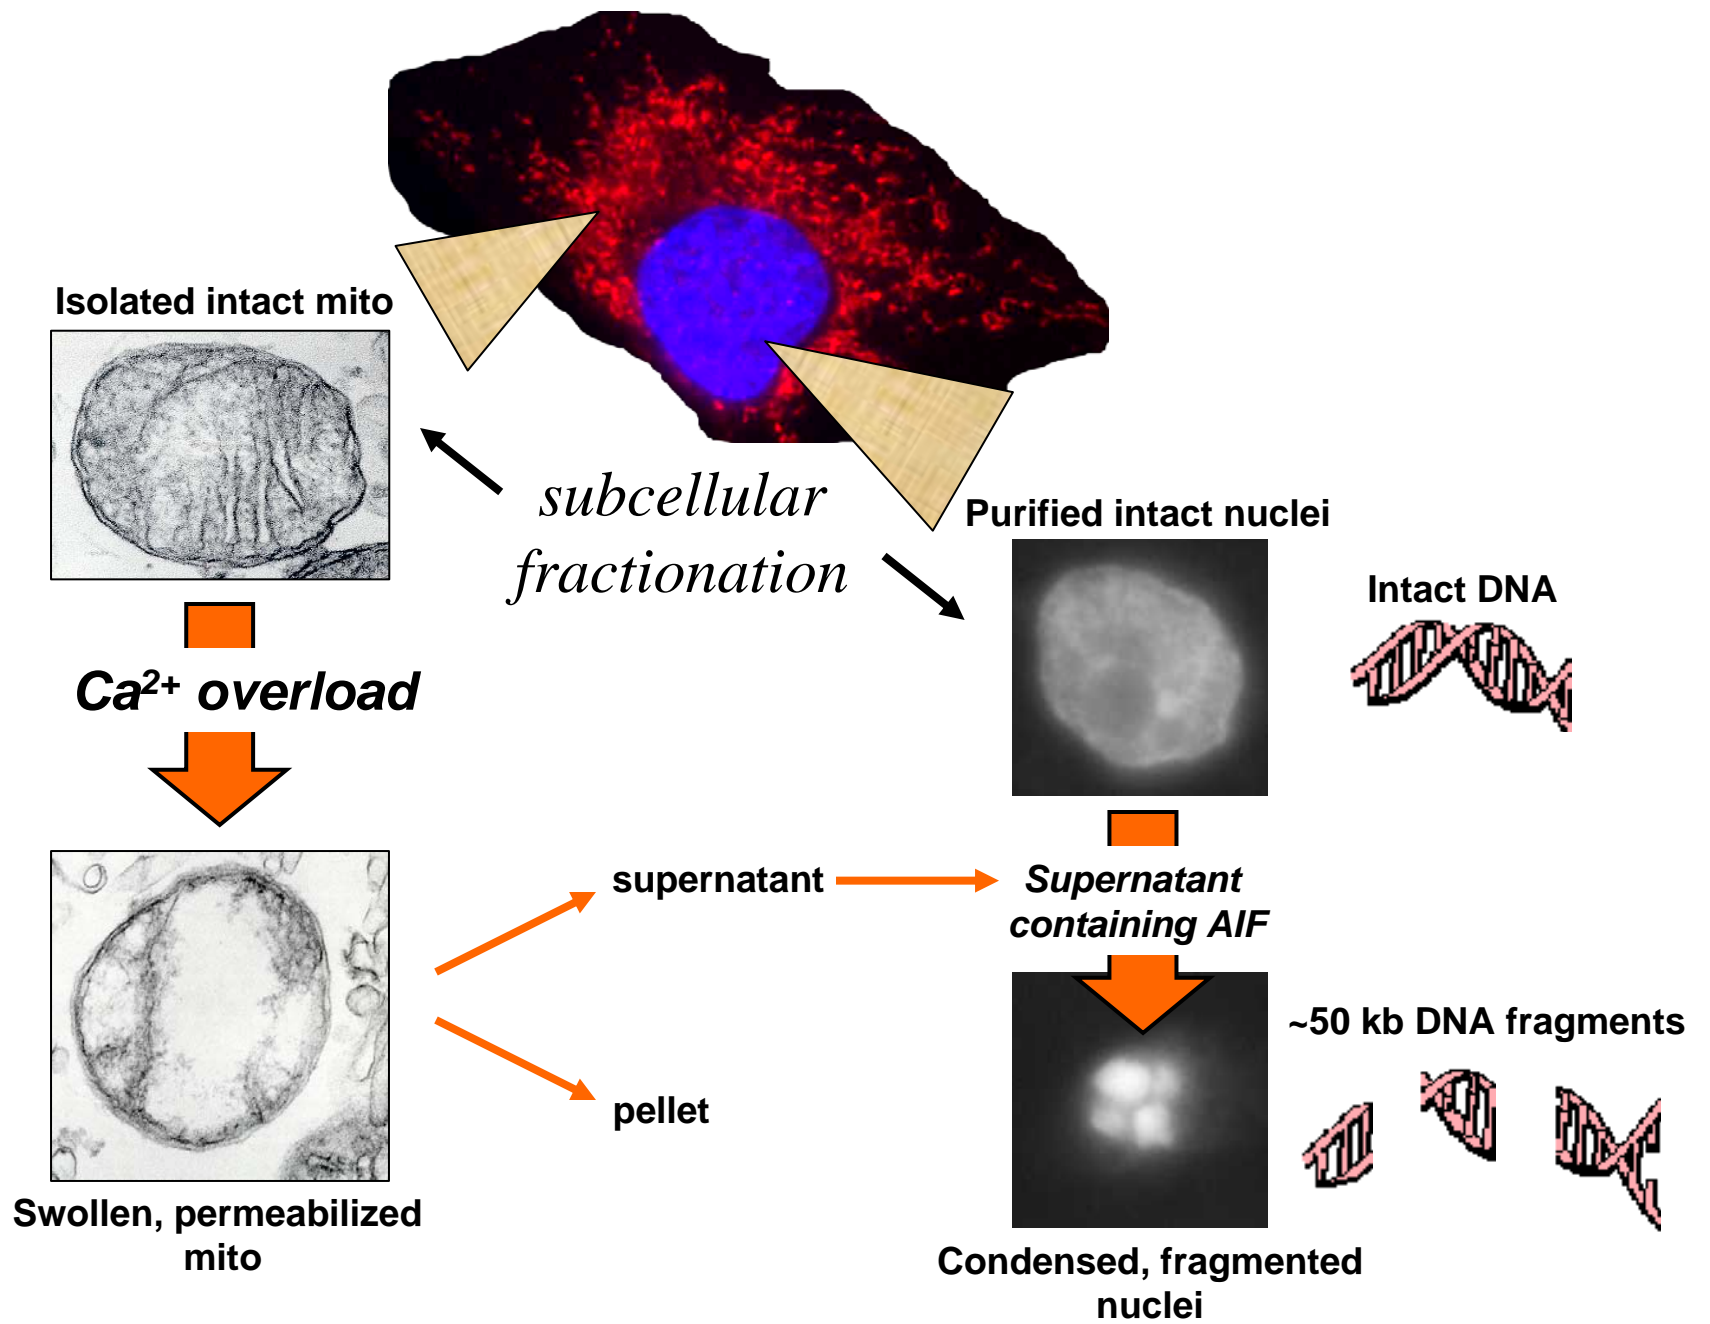 Isolated intact mito
subcellular
fractionation
Purified intact nuclei
Intact DNA
Ca²⁺ overload
supernatant
Supernatant
containing AIF
~50 kb DNA fragments
pellet
Swollen, permeabilized
mito
Condensed, fragmented
nuclei